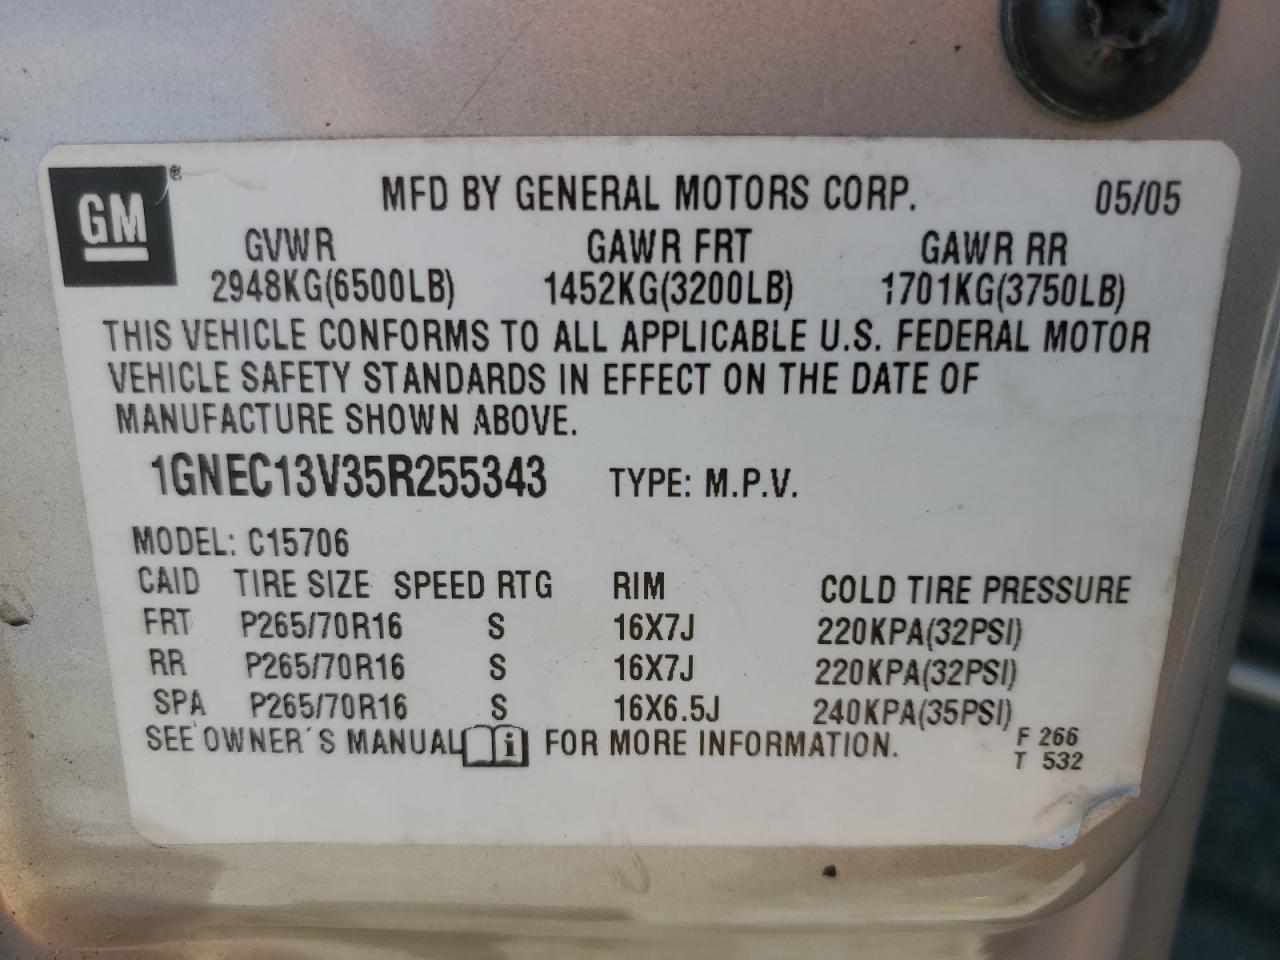 GM® MFD BY GENERAL MOTORS CORP. 05/05
GVWR GAWR FRT GAWR RR
2948KG(6500LB) 1452KG(3200LB) 1701KG(3750LB)
THIS VEHICLE CONFORMS TO ALL APPLICABLE U.S. FEDERAL MOTOR
VEHICLE SAFETY STANDARDS IN EFFECT ON THE DATE OF
MANUFACTURE SHOWN ABOVE.
1GNEC13V35R255343 TYPE: M.P.V.
MODEL: C15706
CAID TIRE SIZE SPEED RTG RIM COLD TIRE PRESSURE
FRT P265/70R16 S 16X7J 220KPA(32PSI)
RR P265/70R16 S 16X7J 220KPA(32PSI)
SPA P265/70R16 S 16X6.5J 240KPA(35PSI)
SEE OWNER'S MANUAL i FOR MORE INFORMATION. F 266
T 532